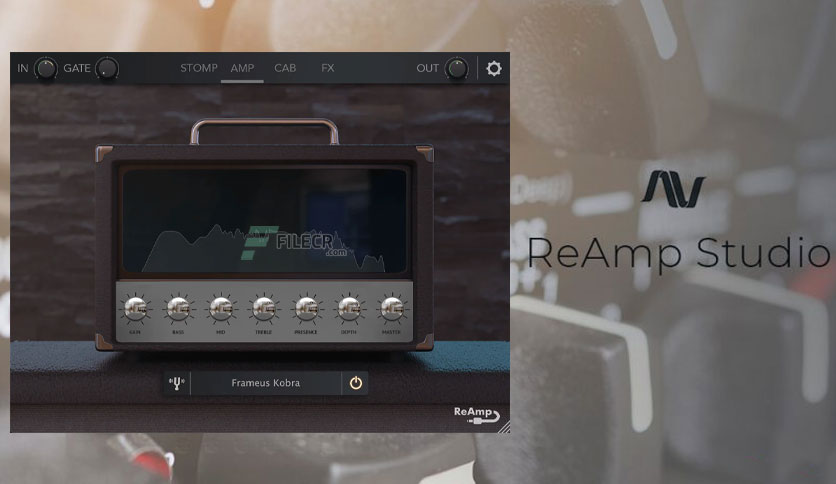 IN GATE STOMP AMP CAB FX OUT
FILECR
.com
GAIN BASS MID TREBLE PRESENCE DEPTH MASTER
Frameus Kobra
ReAmp
ReAmp Studio